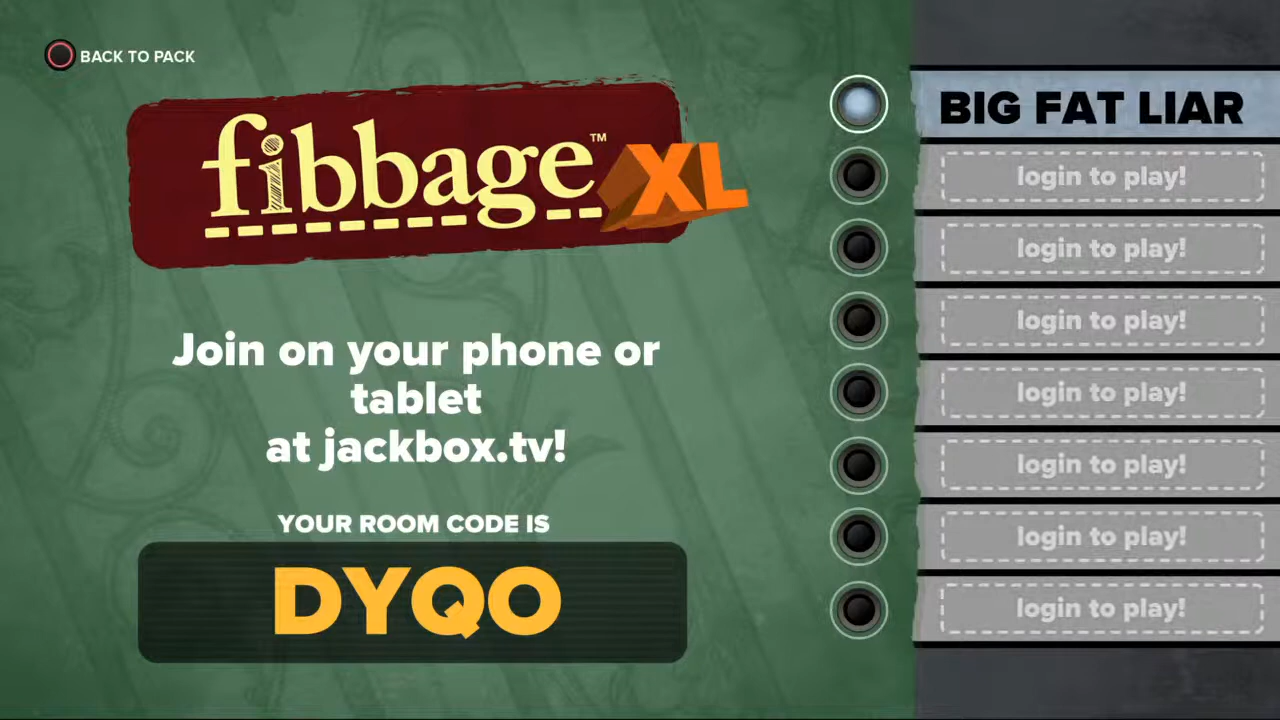 BACK TO PACK
fibbage™ XL
Join on your phone or
tablet
at jackbox.tv!
YOUR ROOM CODE IS
DYQO
BIG FAT LIAR
login to play!
login to play!
login to play!
login to play!
login to play!
login to play!
login to play!